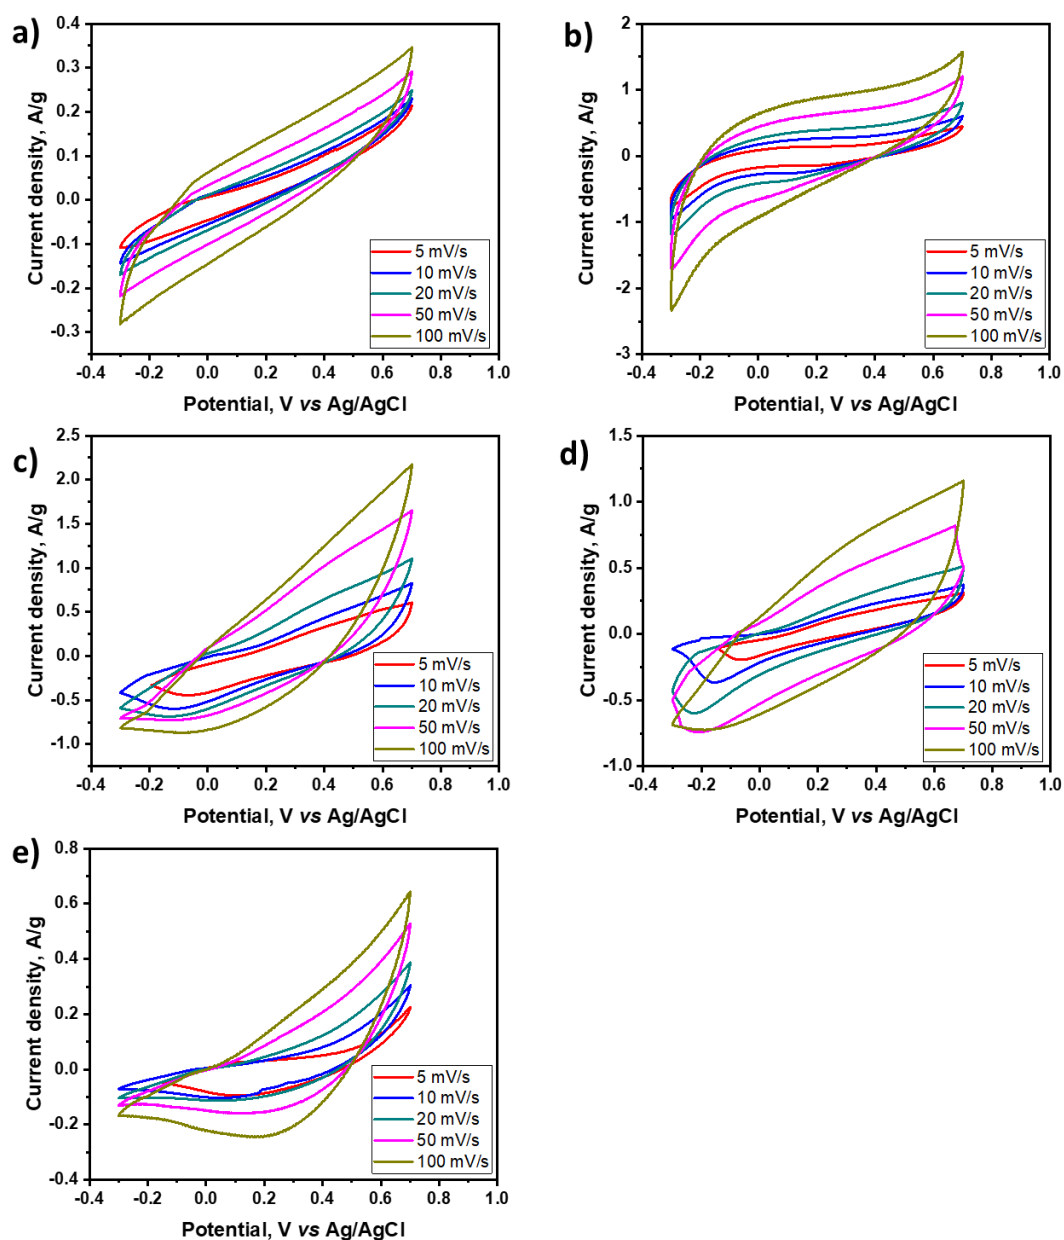 a)
Current density, A/g
0.4
0.3
0.2
0.1
0.0
-0.1
-0.2
-0.3
-0.4 -0.2 0.0 0.2 0.4 0.6 0.8 1.0
Potential, V vs Ag/AgCl
5 mV/s
10 mV/s
20 mV/s
50 mV/s
100 mV/s
b)
Current density, A/g
2
1
0
-1
-2
-3
-0.4 -0.2 0.0 0.2 0.4 0.6 0.8 1.0
Potential, V vs Ag/AgCl
5 mV/s
10 mV/s
20 mV/s
50 mV/s
100 mV/s
c)
Current density, A/g
2.5
2.0
1.5
1.0
0.5
0.0
-0.5
-1.0
-0.4 -0.2 0.0 0.2 0.4 0.6 0.8 1.0
Potential, V vs Ag/AgCl
5 mV/s
10 mV/s
20 mV/s
50 mV/s
100 mV/s
d)
Current density, A/g
1.5
1.0
0.5
0.0
-0.5
-1.0
-0.4 -0.2 0.0 0.2 0.4 0.6 0.8 1.0
Potential, V vs Ag/AgCl
5 mV/s
10 mV/s
20 mV/s
50 mV/s
100 mV/s
e)
Current density, A/g
0.8
0.6
0.4
0.2
0.0
-0.2
-0.4
-0.4 -0.2 0.0 0.2 0.4 0.6 0.8 1.0
Potential, V vs Ag/AgCl
5 mV/s
10 mV/s
20 mV/s
50 mV/s
100 mV/s